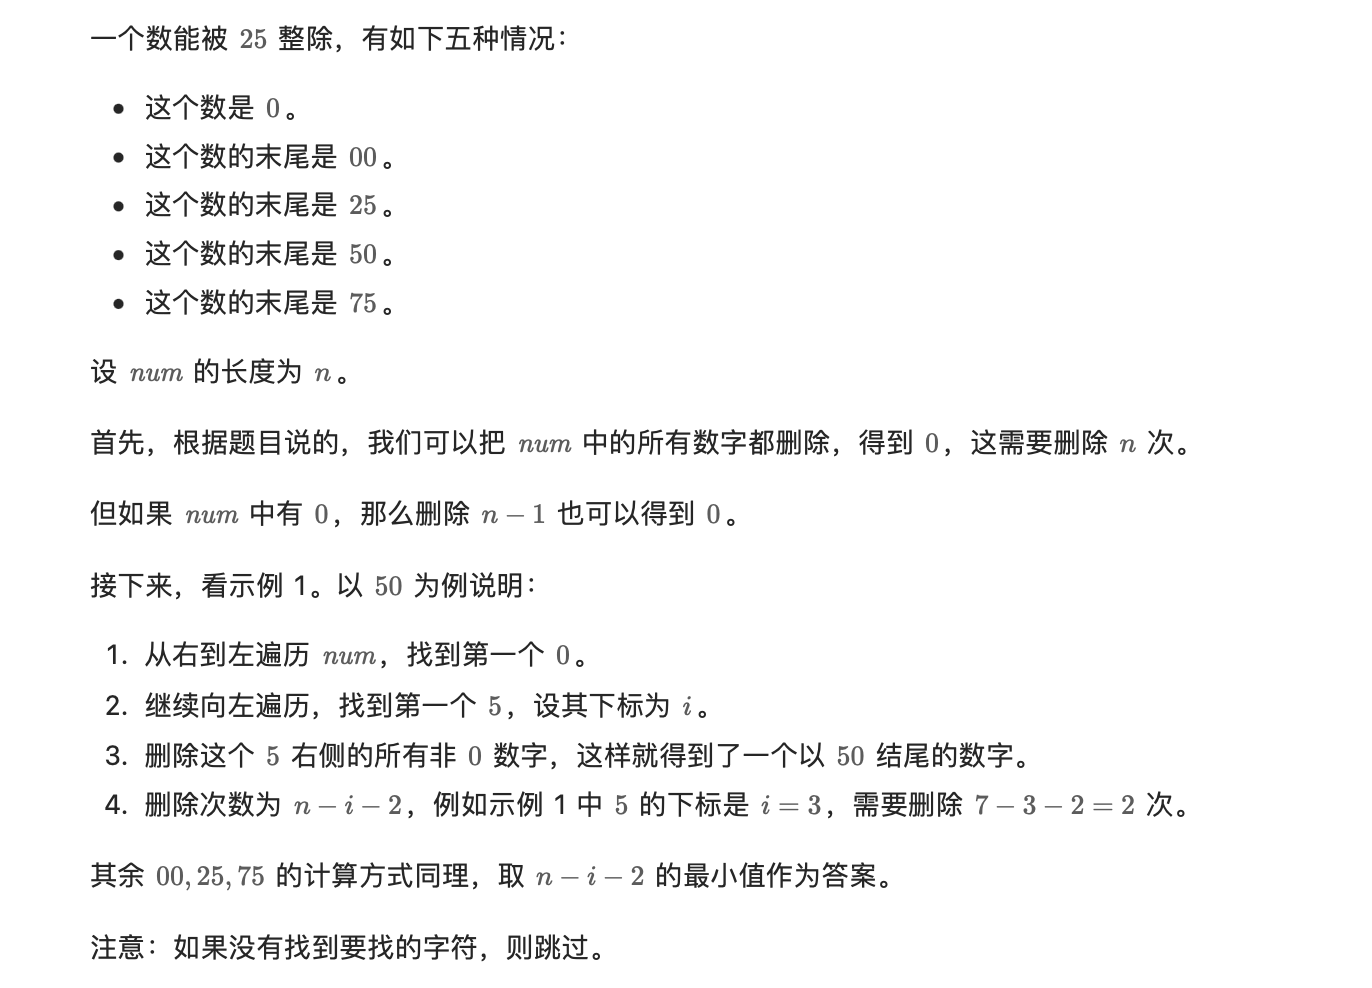 一个数能被 25 整除，有如下五种情况：
• 这个数是 0。
• 这个数的末尾是 00。
• 这个数的末尾是 25。
• 这个数的末尾是 50。
• 这个数的末尾是 75。
设 num 的长度为 n。
首先，根据题目说的，我们可以把 num 中的所有数字都删除，得到 0，这需要删除 n 次。
但如果 num 中有 0，那么删除 n − 1 也可以得到 0。
接下来，看示例 1。以 50 为例说明：
1. 从右到左遍历 num，找到第一个 0。
2. 继续向左遍历，找到第一个 5，设其下标为 i。
3. 删除这个 5 右侧的所有非 0 数字，这样就得到了一个以 50 结尾的数字。
4. 删除次数为 n − i − 2，例如示例 1 中 5 的下标是 i = 3，需要删除 7 − 3 − 2 = 2 次。
其余 00, 25, 75 的计算方式同理，取 n − i − 2 的最小值作为答案。
注意：如果没有找到要找的字符，则跳过。